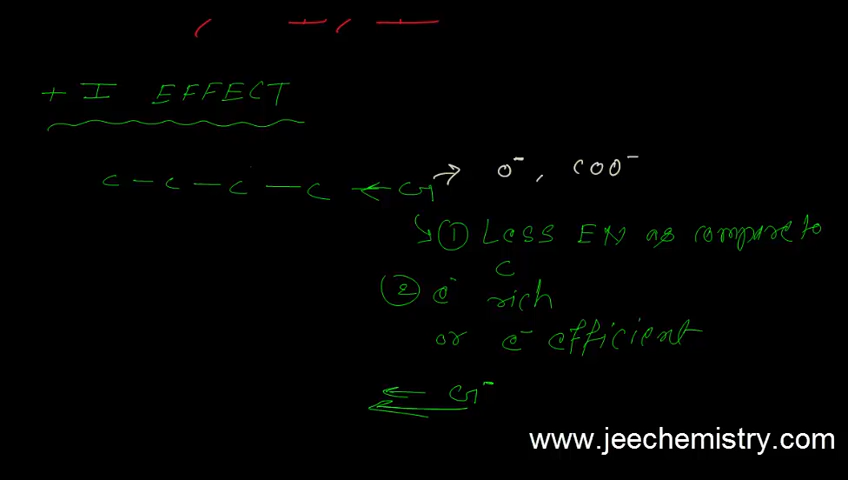 + I EFFECT
C - C - C - C ← G → O⁻, COO⁻
↳ ① Less EN as compare to
C
② e⁻ rich
or e⁻ efficient
← G⁻
www.jeechemistry.com